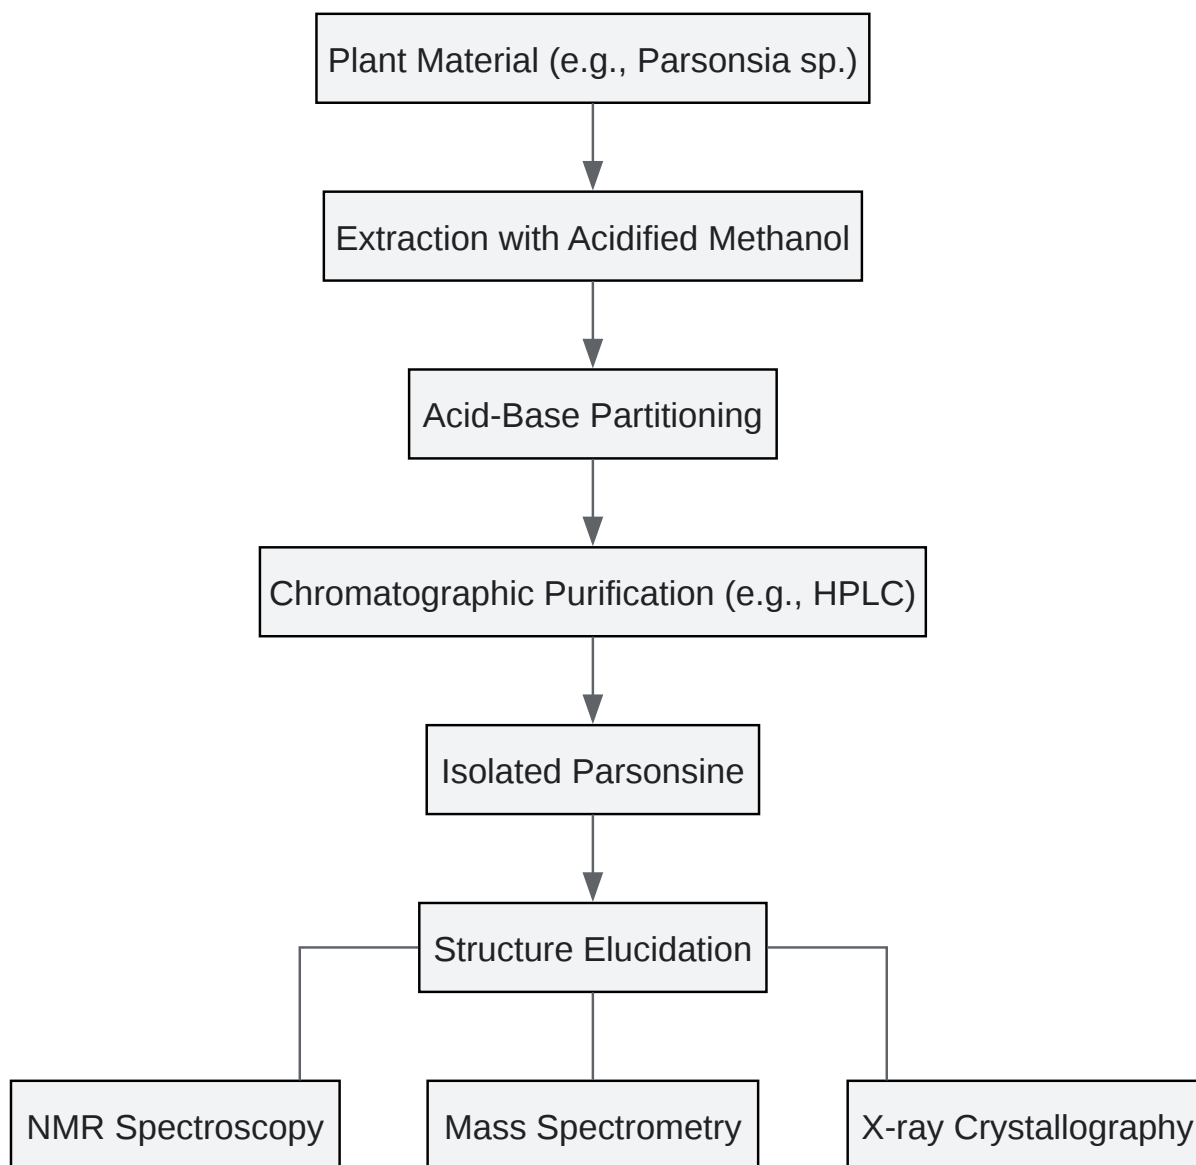 Plant Material (e.g., Parsonsia sp.)
Extraction with Acidified Methanol
Acid-Base Partitioning
Chromatographic Purification (e.g., HPLC)
Isolated Parsonsine
Structure Elucidation
NMR Spectroscopy
Mass Spectrometry
X-ray Crystallography